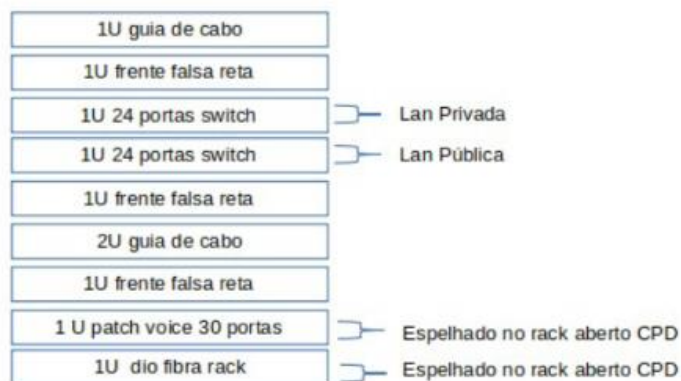 1U guia de cabo
1U frente falsa reta
1U 24 portas switch
Lan Privada
1U 24 portas switch
Lan Pública
1U frente falsa reta
2U guia de cabo
1U frente falsa reta
1 U patch voice 30 portas
Espelhado no rack aberto CPD
1U dio fibra rack
Espelhado no rack aberto CPD